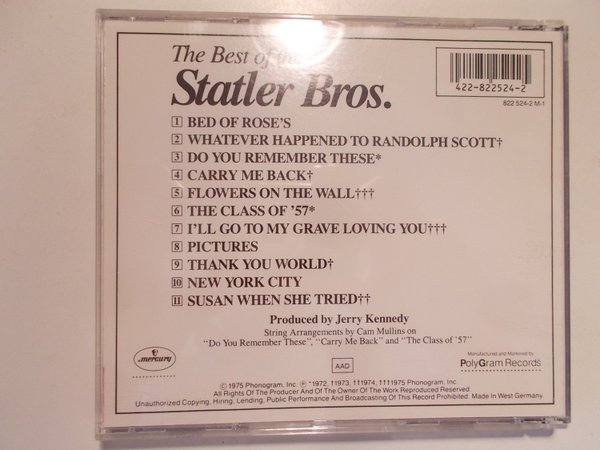 The Best of the
Statler Bros.
422-822524-2
822 524-2 M-1
1 BED OF ROSE'S
2 WHATEVER HAPPENED TO RANDOLPH SCOTT†
3 DO YOU REMEMBER THESE*
4 CARRY ME BACK†
5 FLOWERS ON THE WALL†††
6 THE CLASS OF '57*
7 I'LL GO TO MY GRAVE LOVING YOU†††
8 PICTURES
9 THANK YOU WORLD†
10 NEW YORK CITY
11 SUSAN WHEN SHE TRIED††
Produced by Jerry Kennedy
String Arrangements by Cam Mullins on
"Do You Remember These", "Carry Me Back" and "The Class of '57"
mercury
AAD
Manufactured and Marketed by
PolyGram Records
© 1975 Phonogram, Inc. ℗ *1972, †1973, ††1974, †††1975 Phonogram, Inc.
All Rights Of The Producer And Of The Owner Of The Work Reproduced Reserved.
Unauthorized Copying, Hiring, Lending, Public Performance And Broadcasting Of This Record Prohibited. Made In West Germany.